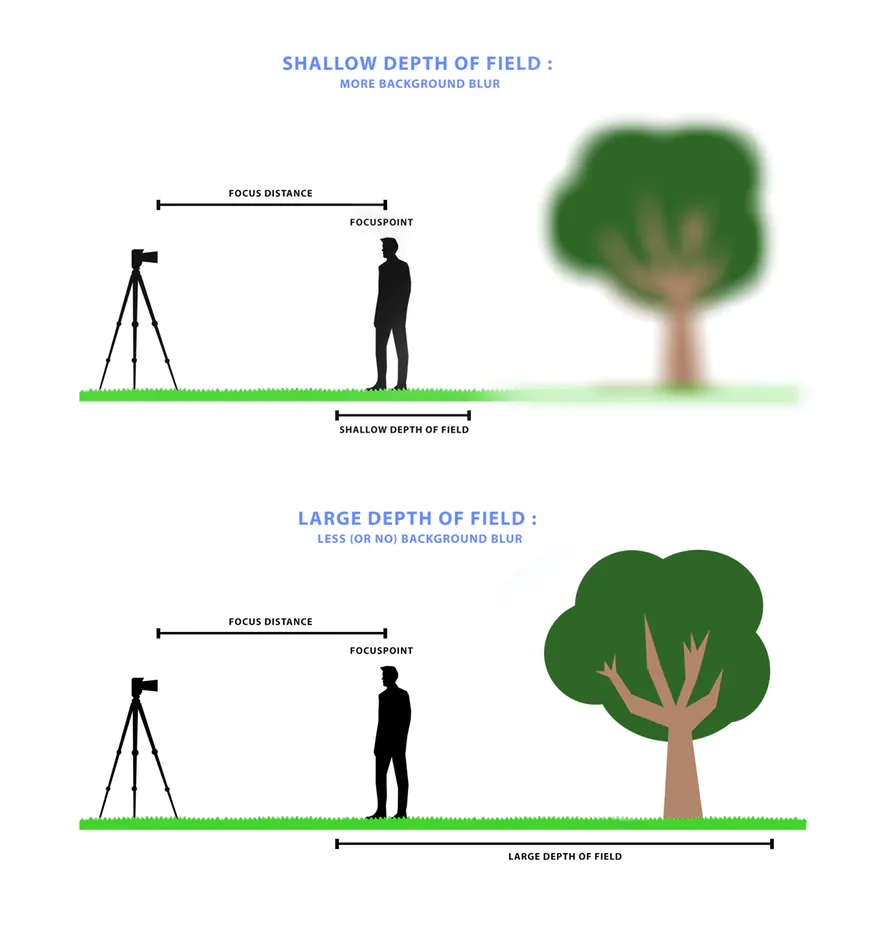 SHALLOW DEPTH OF FIELD :
MORE BACKGROUND BLUR
FOCUS DISTANCE
FOCUSPOINT
SHALLOW DEPTH OF FIELD
LARGE DEPTH OF FIELD :
LESS (OR NO) BACKGROUND BLUR
FOCUS DISTANCE
FOCUSPOINT
LARGE DEPTH OF FIELD